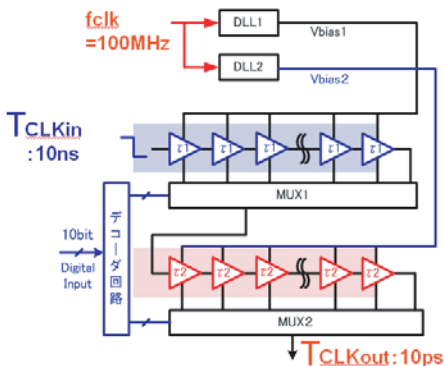 fclk
=100MHz
DLL1
Vbias1
DLL2
Vbias2
TCLKin
:10ns
τ1 τ1 τ1 τ1 τ1
MUX1
10bit
Digital
Input
デコーダ回路
τ2 τ2 τ2 τ2 τ2
MUX2
TCLKout:10ps